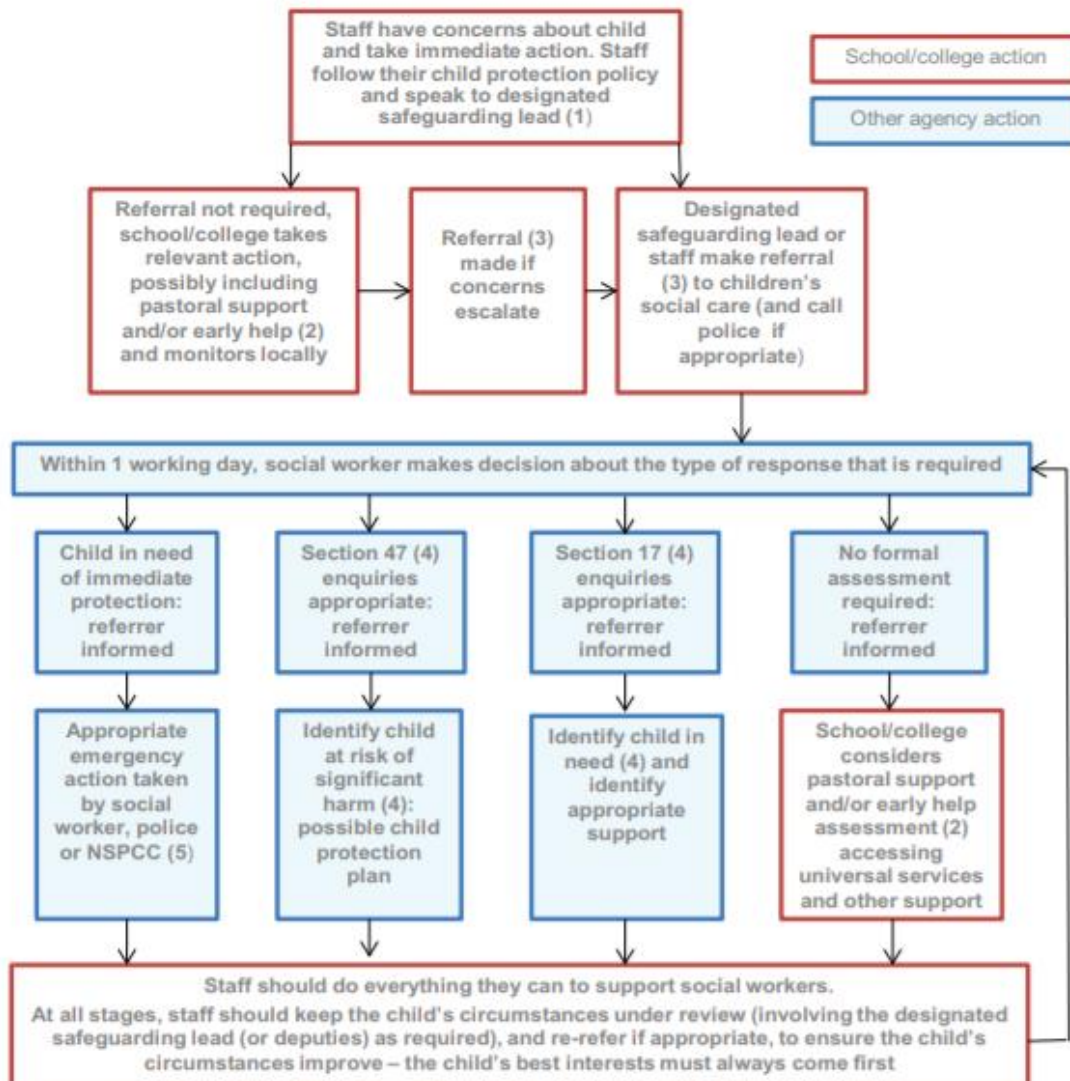 Staff have concerns about child
and take immediate action. Staff
follow their child protection policy
and speak to designated
safeguarding lead (1)
School/college action
Other agency action
Referral not required,
school/college takes
relevant action,
possibly including
pastoral support
and/or early help (2)
and monitors locally
Referral (3)
made if
concerns
escalate
Designated
safeguarding lead or
staff make referral
(3) to children's
social care (and call
police if
appropriate)
Within 1 working day, social worker makes decision about the type of response that is required
Child in need
of immediate
protection:
referrer
informed
Section 47 (4)
enquiries
appropriate:
referrer
informed
Section 17 (4)
enquiries
appropriate:
referrer
informed
No formal
assessment
required:
referrer
informed
Appropriate
emergency
action taken
by social
worker, police
or NSPCC (5)
Identify child
at risk of
significant
harm (4):
possible child
protection
plan
Identify child in
need (4) and
identify
appropriate
support
School/college
considers
pastoral support
and/or early help
assessment (2)
accessing
universal services
and other support
Staff should do everything they can to support social workers.
At all stages, staff should keep the child's circumstances under review (involving the designated
safeguarding lead (or deputies) as required), and re-refer if appropriate, to ensure the child's
circumstances improve – the child's best interests must always come first